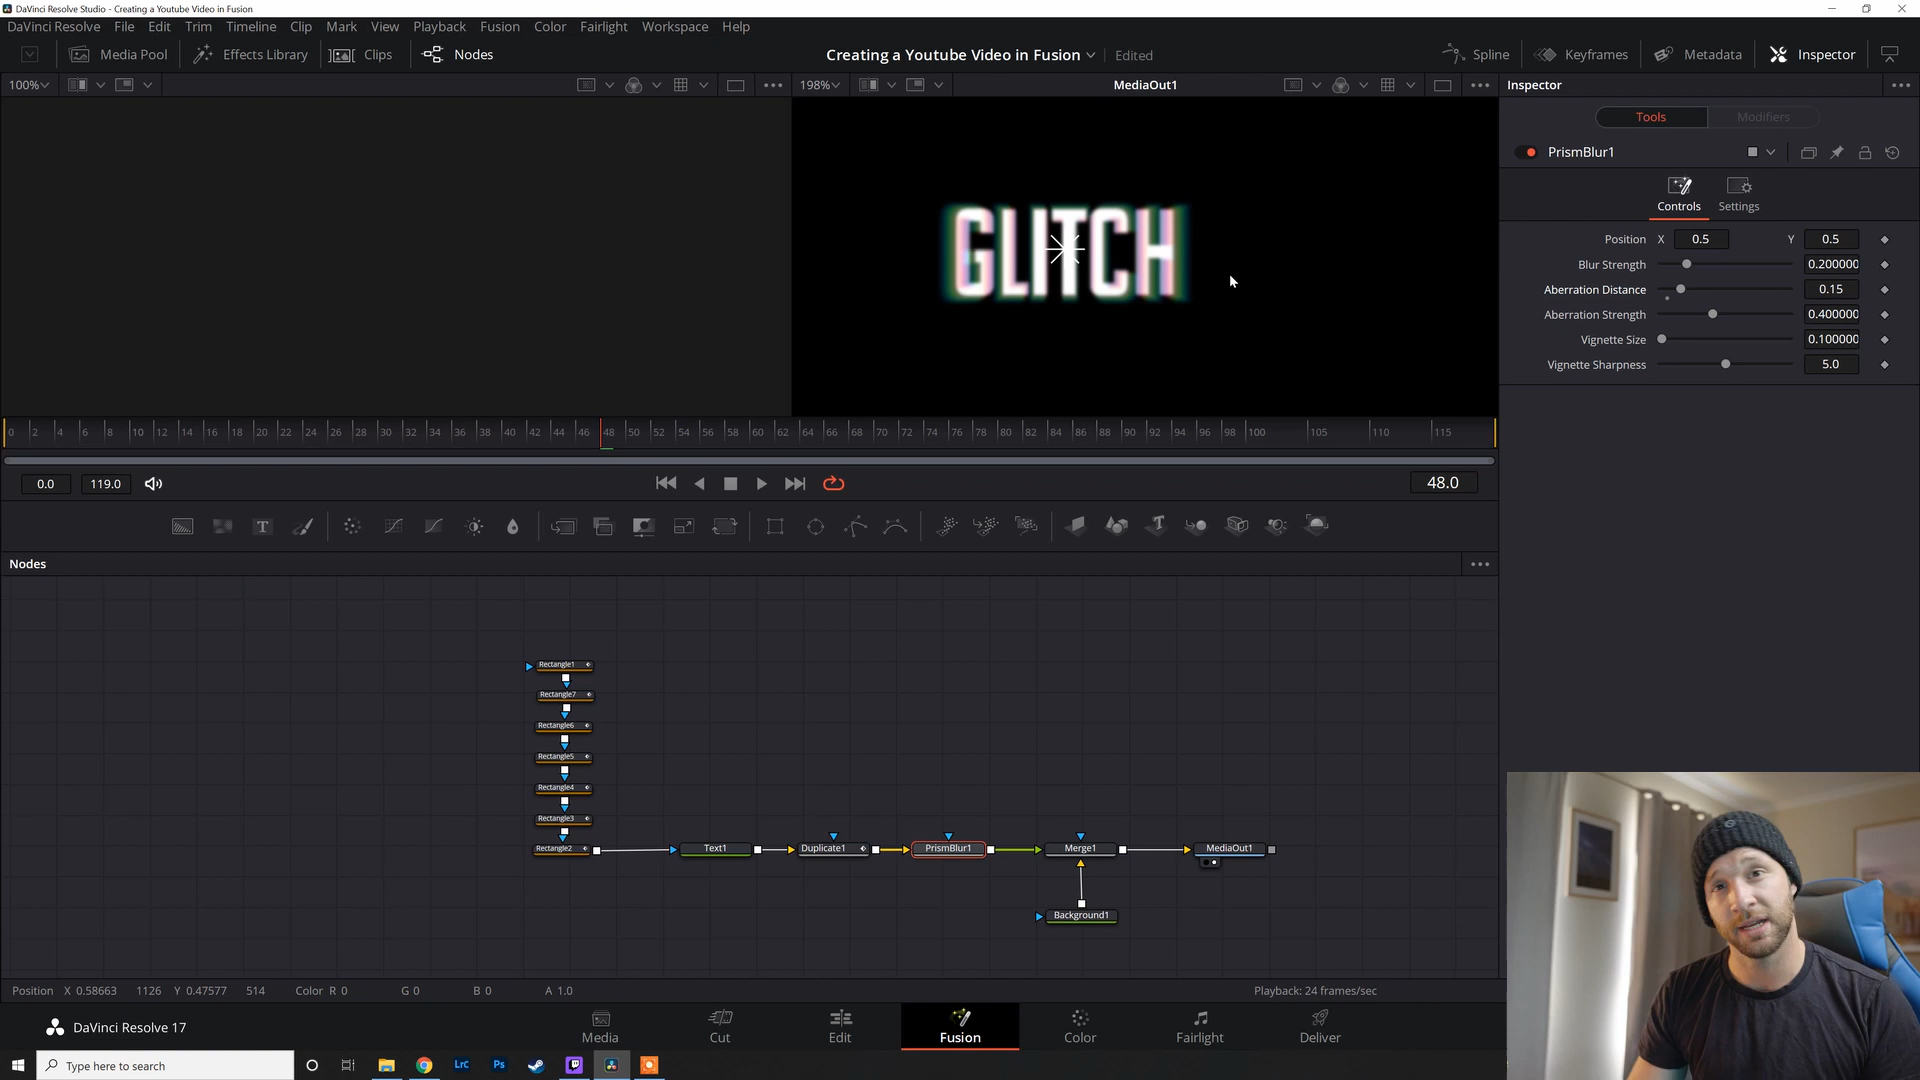 DaVinci Resolve Studio - Creating a Youtube Video in Fusion
DaVinci Resolve File Edit Trim Timeline Clip Mark View Playback Fusion Color Fairlight Workspace Help
Media Pool Effects Library Clips Nodes Creating a Youtube Video in Fusion Edited Spline Keyframes Metadata Inspector
100% 198% MediaOut1 Inspector
Tools Modifiers
PrismBlur1
Controls Settings
Position X 0.5 Y 0.5
Blur Strength 0.200000
Aberration Distance 0.15
Aberration Strength 0.400000
Vignette Size 0.100000
Vignette Sharpness 5.0
GLITCH
0 2 4 6 8 10 12 14 16 18 20 22 24 26 28 30 32 34 36 38 40 42 44 46 48 50 52 54 56 58 60 62 64 66 68 70 72 74 76 78 80 82 84 86 88 90 92 94 96 98 100 105 110 115
0.0 119.0 48.0
Nodes
Rectangle1
Rectangle7
Rectangle6
Rectangle5
Rectangle4
Rectangle3
Rectangle2 Text1 Duplicate1 PrismBlur1 Merge1 MediaOut1
Background1
Position X 0.58663 1126 Y 0.47577 514 Color R 0 G 0 B 0 A 1.0 Playback: 24 frames/sec
DaVinci Resolve 17 Media Cut Edit Fusion Color Fairlight Deliver
Type here to search LrC Ps